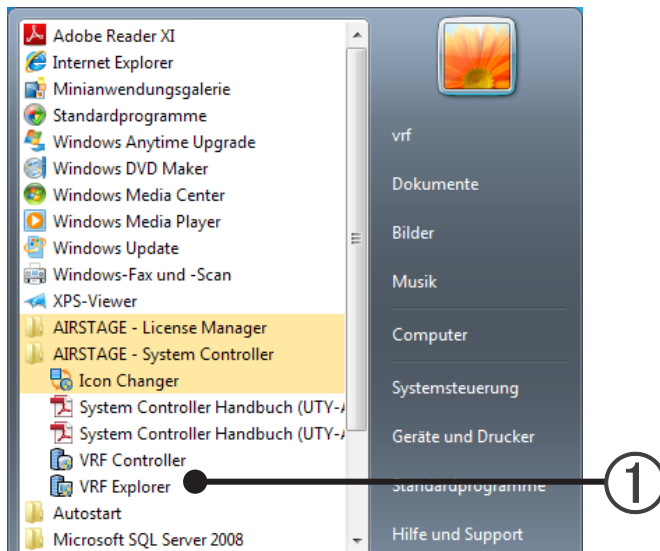 Adobe Reader XI
Internet Explorer
Minianwendungsgalerie
Standardprogramme
Windows Anytime Upgrade
Windows DVD Maker
Windows Media Center
Windows Media Player
Windows Update
Windows-Fax und -Scan
XPS-Viewer
AIRSTAGE - License Manager
AIRSTAGE - System Controller
Icon Changer
System Controller Handbuch (UTY-A
System Controller Handbuch (UTY-A
VRF Controller
VRF Explorer
Autostart
Microsoft SQL Server 2008
vrf
Dokumente
Bilder
Musik
Computer
Systemsteuerung
Geräte und Drucker
Standardprogramme
Hilfe und Support
1